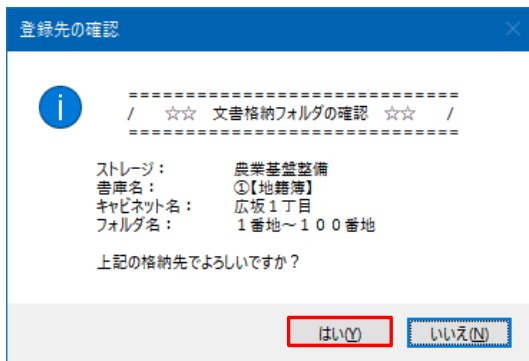 登録先の確認
==============================
/ ☆☆ 文書格納フォルダの確認 ☆☆ /
==============================
ストレージ： 農業基盤整備
書庫名： ①【地籍簿】
キャビネット名： 広坂１丁目
フォルダ名： １番地～１００番地
上記の格納先でよろしいですか？
はい(Y) いいえ(N)